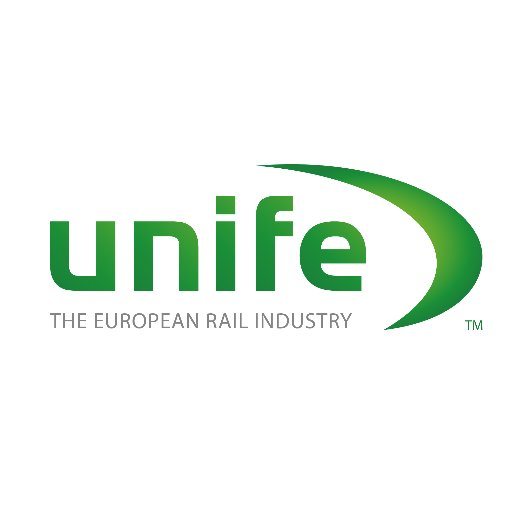 unife
THE EUROPEAN RAIL INDUSTRY
TM